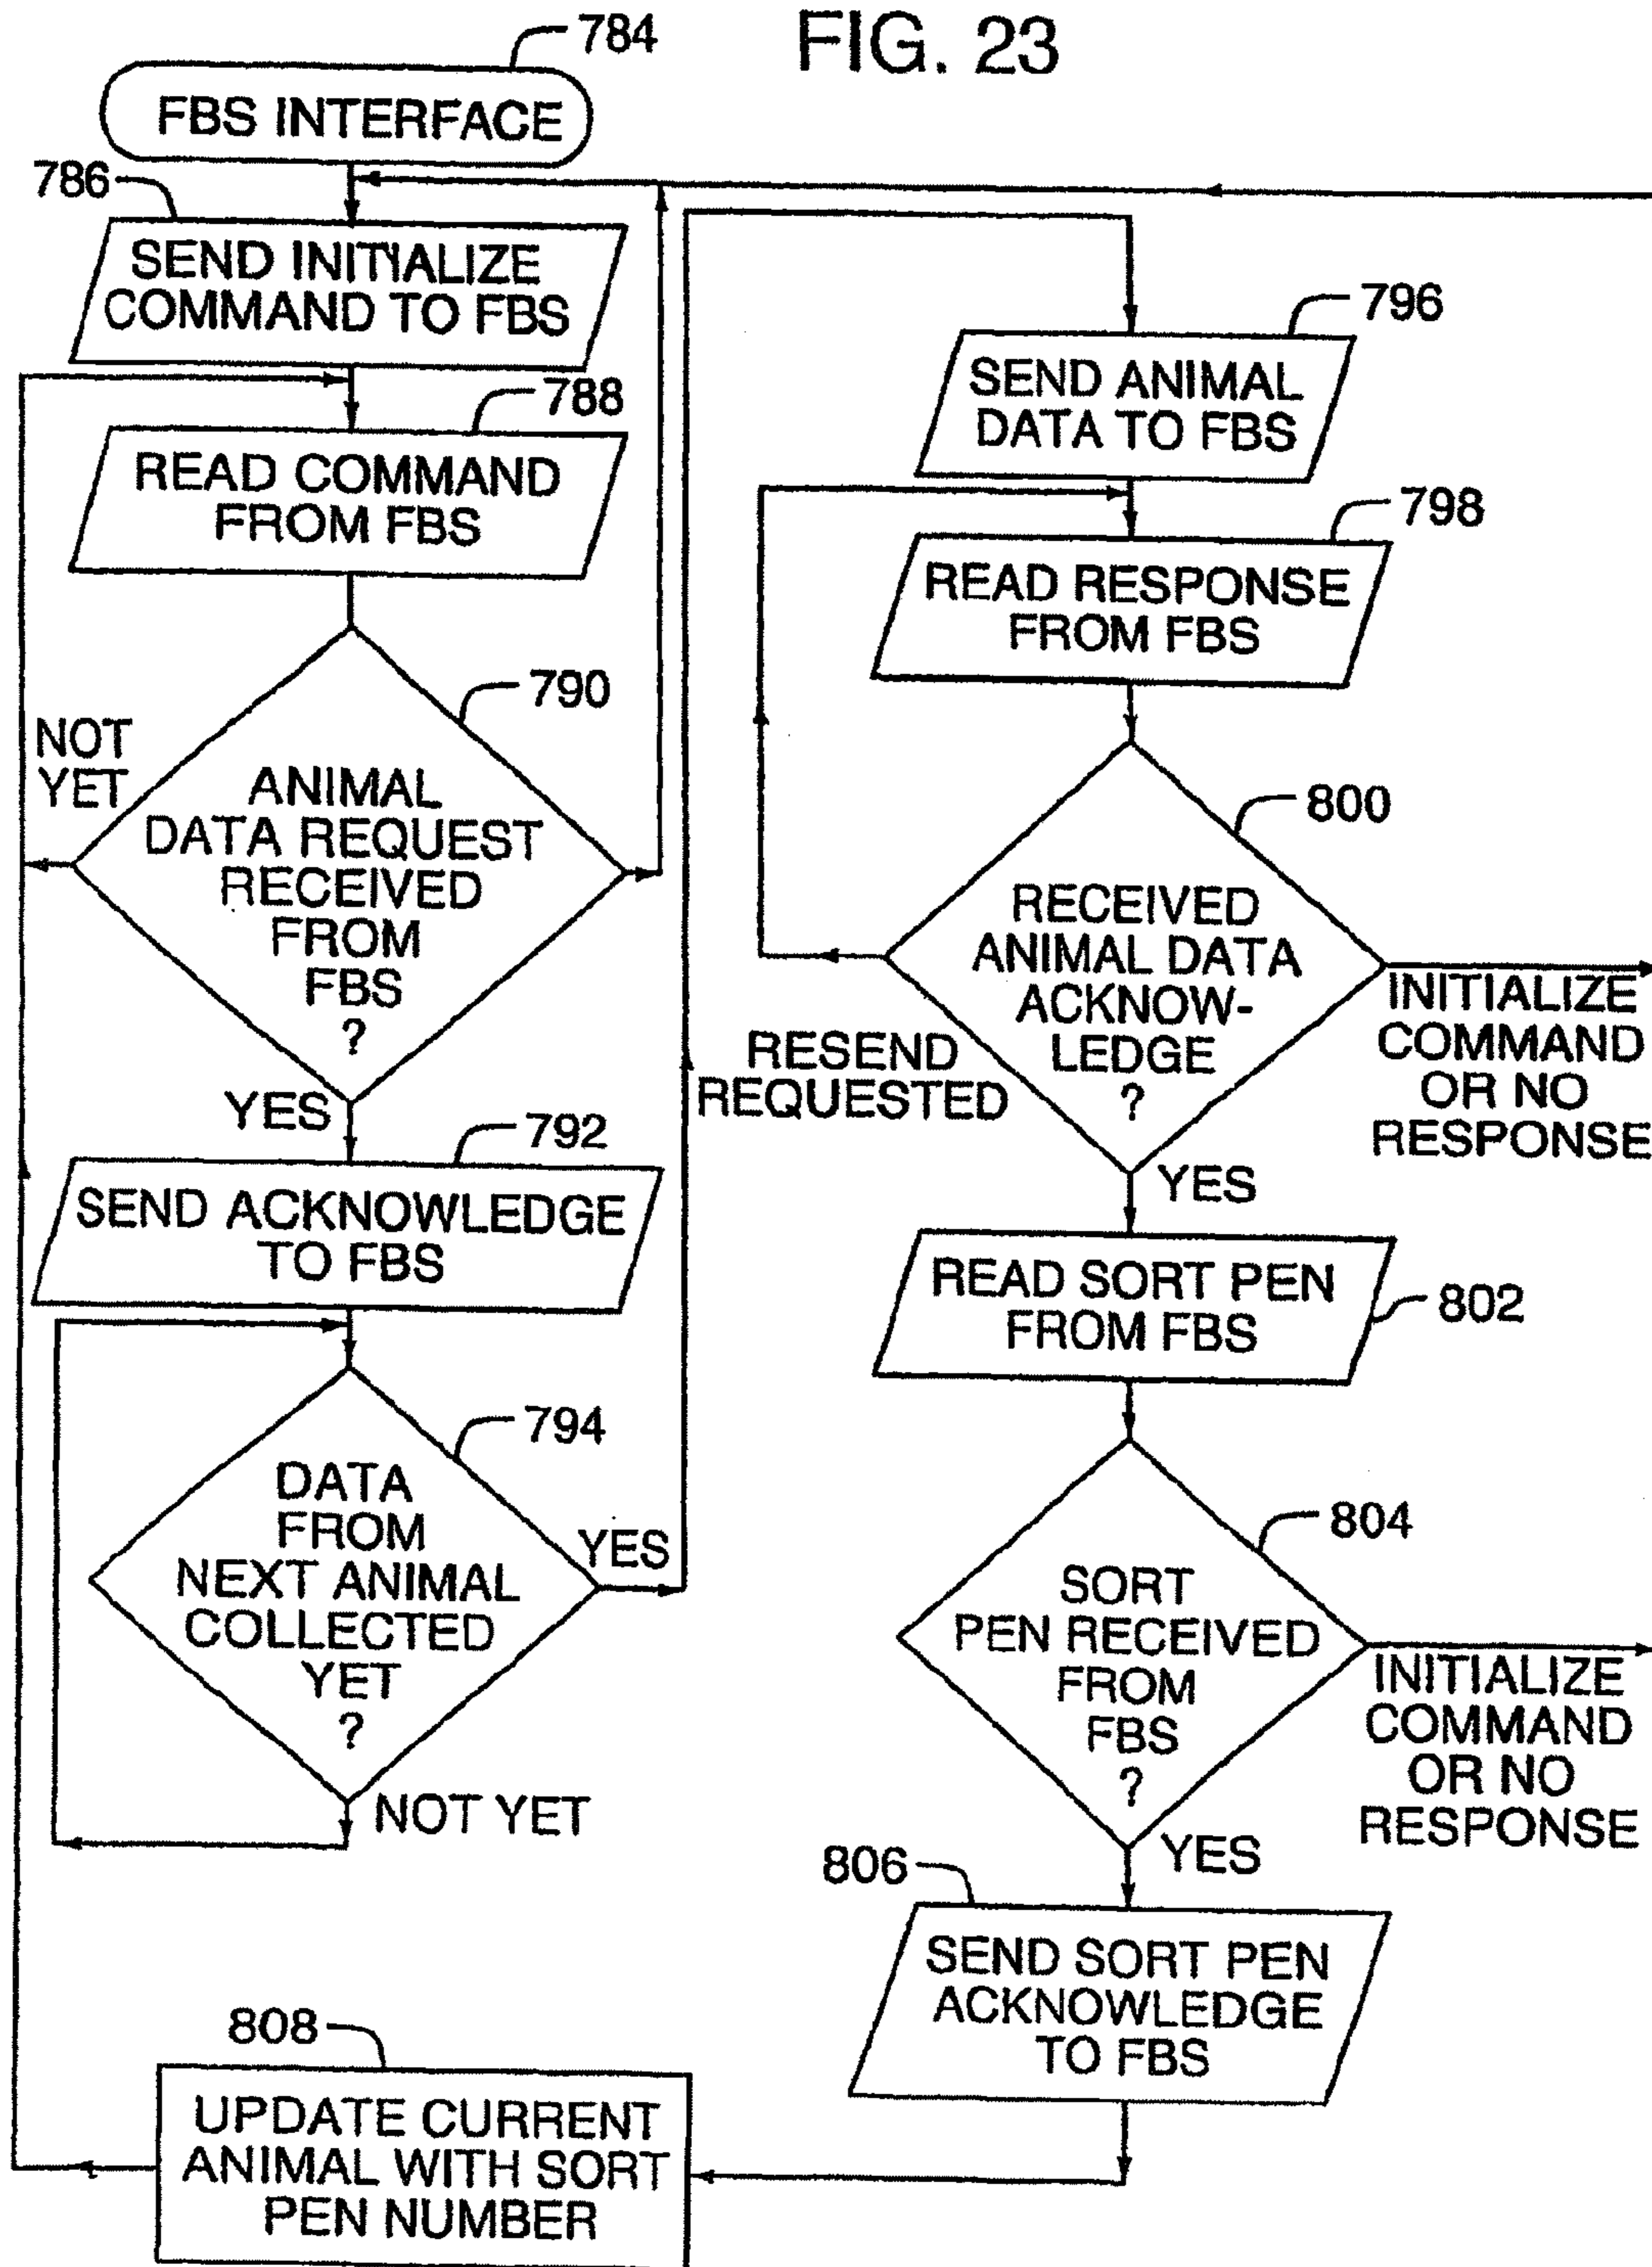 FIG. 23
784
FBS INTERFACE
786
SEND INITIALIZE
COMMAND TO FBS
788
READ COMMAND
FROM FBS
790
NOT
YET
ANIMAL
DATA REQUEST
RECEIVED
FROM
FBS
?
YES
792
SEND ACKNOWLEDGE
TO FBS
794
DATA
FROM
NEXT ANIMAL
COLLECTED
YET
?
YES
NOT YET
796
SEND ANIMAL
DATA TO FBS
798
READ RESPONSE
FROM FBS
800
RECEIVED
ANIMAL DATA
ACKNOW-
LEDGE
?
RESEND
REQUESTED
INITIALIZE
COMMAND
OR NO
RESPONSE
YES
READ SORT PEN
FROM FBS
802
804
SORT
PEN RECEIVED
FROM
FBS
?
INITIALIZE
COMMAND
OR NO
RESPONSE
YES
806
SEND SORT PEN
ACKNOWLEDGE
TO FBS
808
UPDATE CURRENT
ANIMAL WITH SORT
PEN NUMBER